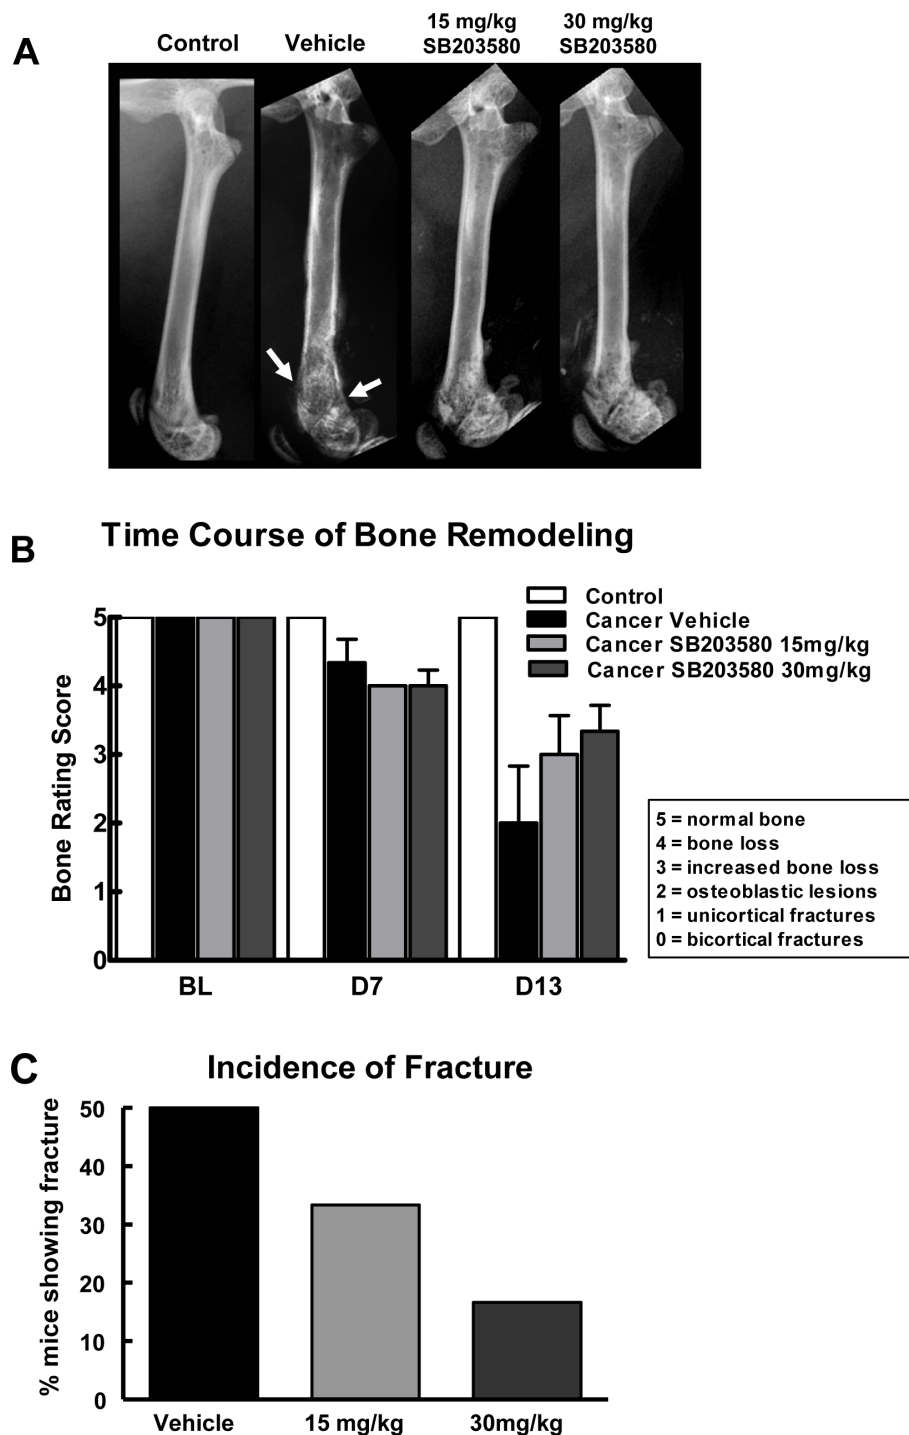 A
Control
Vehicle
15 mg/kg
SB203580
30 mg/kg
SB203580
B
Time Course of Bone Remodeling
Control
Cancer Vehicle
Cancer SB203580 15mg/kg
Cancer SB203580 30mg/kg
Bone Rating Score
5
4
3
2
1
0
BL
D7
D13
5 = normal bone
4 = bone loss
3 = increased bone loss
2 = osteoblastic lesions
1 = unicortical fractures
0 = bicortical fractures
C
Incidence of Fracture
% mice showing fracture
50
40
30
20
10
0
Vehicle
15 mg/kg
30mg/kg